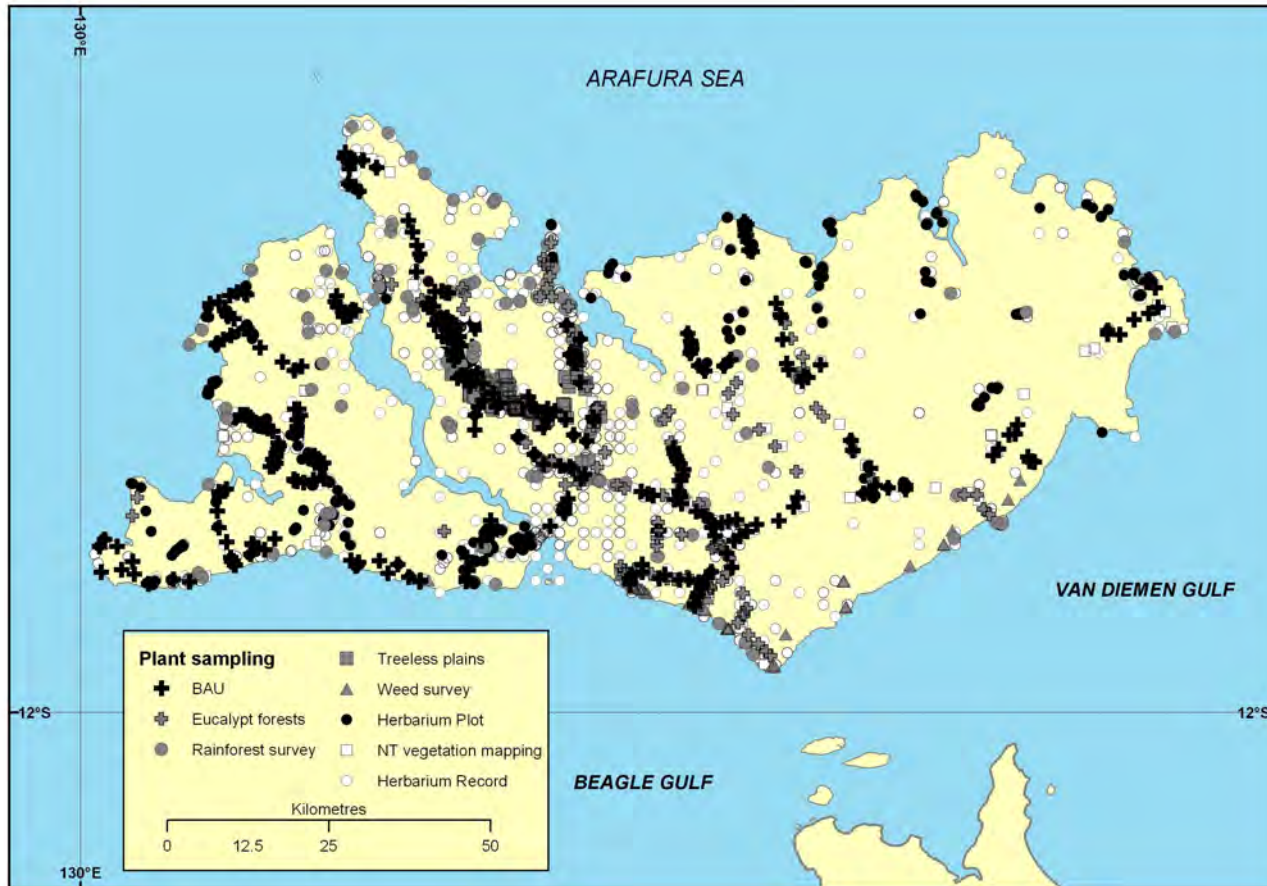 130°E
ARAFURA SEA
VAN DIEMEN GULF
Plant sampling
BAU
Eucalypt forests
Rainforest survey
Treeless plains
Weed survey
Herbarium Plot
NT vegetation mapping
Herbarium Record
Kilometres
0 12.5 25 50
12°S
12°S
BEAGLE GULF
130°E